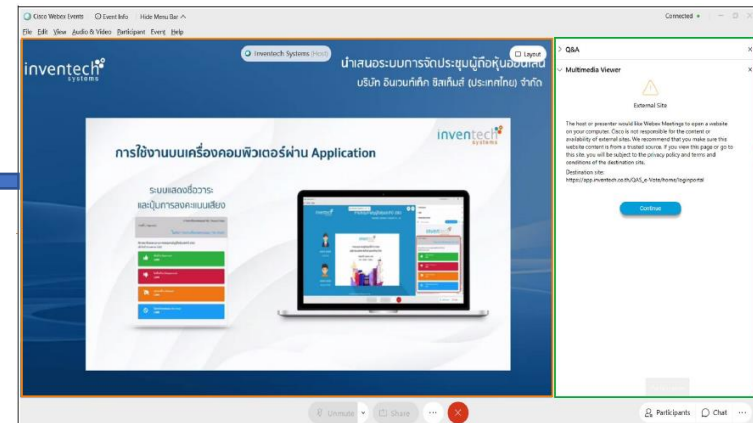 Cisco Webex Events
Event Info
Hide Menu Bar
Connected
File Edit View Audio & Video Participant Event Help
Inventech Systems (Host)
Layout
inventech
systems
นำเสนอระบบการจัดประชุมผู้ถือหุ้นออนไลน์
บริษัท อินเวนท์เทค ซิสเท็มส์ (ประเทศไทย) จำกัด
inventech
systems
การใช้งานบนเครื่องคอมพิวเตอร์ผ่าน Application
ระบบแสดงชื่อวาระ
และปุ่มการลงคะแนนเสียง
Q&A
Multimedia Viewer
External Site
The host or presenter would like Webex Meetings to open a website
on your computer. Cisco is not responsible for the content or
availability of external sites. We recommend that you make sure this
website content is from a trusted source. If you view this page or go to
this site, you will be subject to the privacy policy and terms and
conditions of the destination site.
Destination site:
https://app.inventech.co.th/QAS_e-Vote/home/loginportal
Continue
Unmute
Share
Participants
Chat